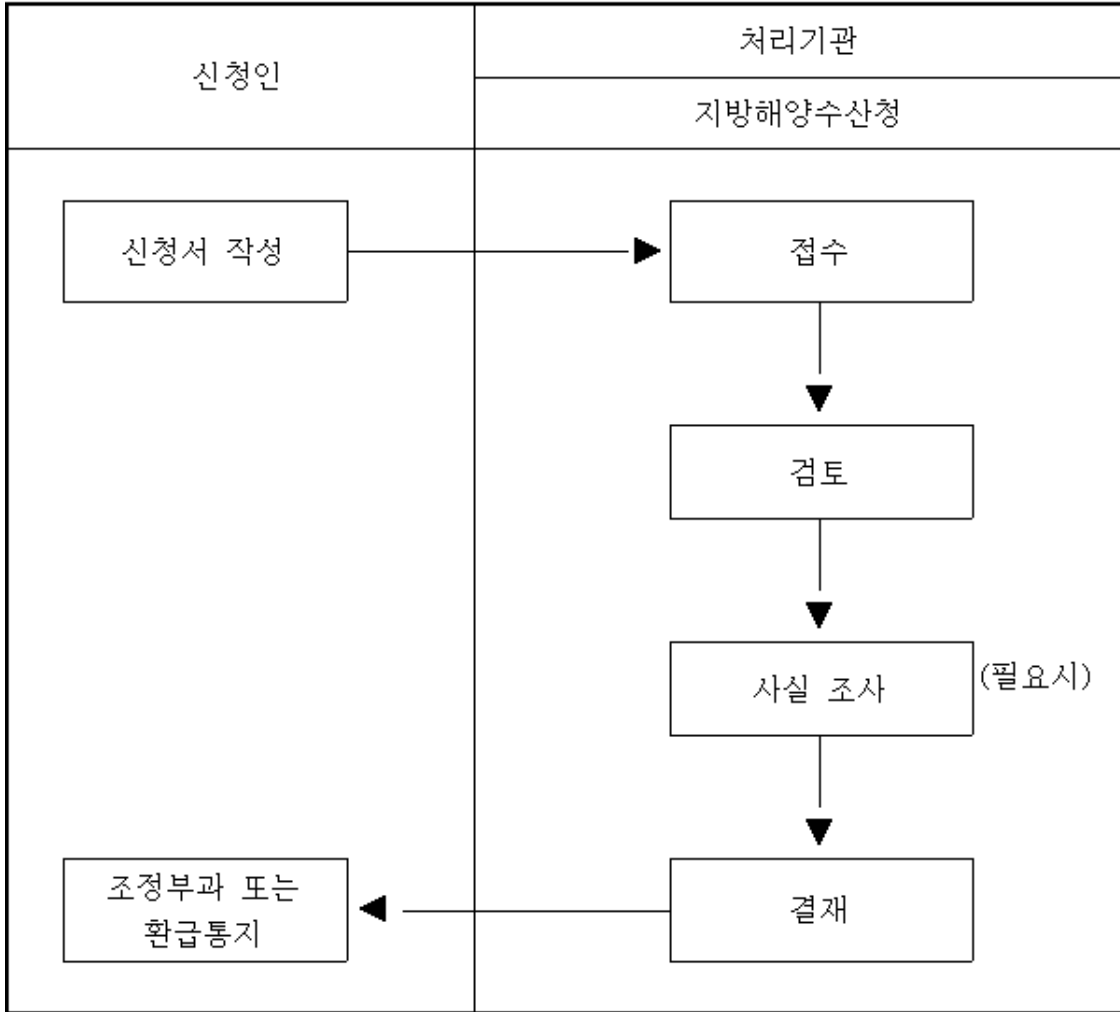 신청인
처리기관
지방해양수산청
신청서 작성
접수
검토
사실 조사
(필요시)
결재
조정부과 또는
환급통지